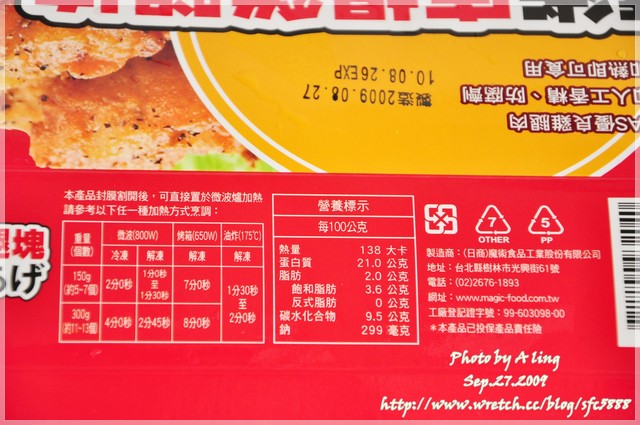 AS優良雞腿肉
人工香精、防腐劑
熱即可食用
製造2009.08.27
10.08.26EXP
塊
げ
本產品封膜割開後，可直接置於微波爐加熱
請參考以下任一種加熱方式烹調：
重量(個數) 微波(800W) 烤箱(650W) 油炸(175℃)
冷凍 解凍 解凍 解凍
150g(約5~7個) 2分0秒 1分0秒至1分30秒 7分0秒 1分30秒至2分0秒
300g(約11~13個) 4分0秒 2分45秒 8分0秒
營養標示
每100公克
熱量 138 大卡
蛋白質 21.0 公克
脂肪 2.0 公克
飽和脂肪 3.6 公克
反式脂肪 0 公克
碳水化合物 9.5 公克
鈉 299 毫克
7 5
OTHER PP
製造商：(日商)魔術食品工業股份有限公司
地址：台北縣樹林市光興街61號
電話：(02)2676-1893
網址：www.magic-food.com.tw
工廠登記證字號：99-603098-00
＊本產品已投保產品責任險
Photo by A ling
Sep.27.2009
http://www.wretch.cc/blog/sfc5888